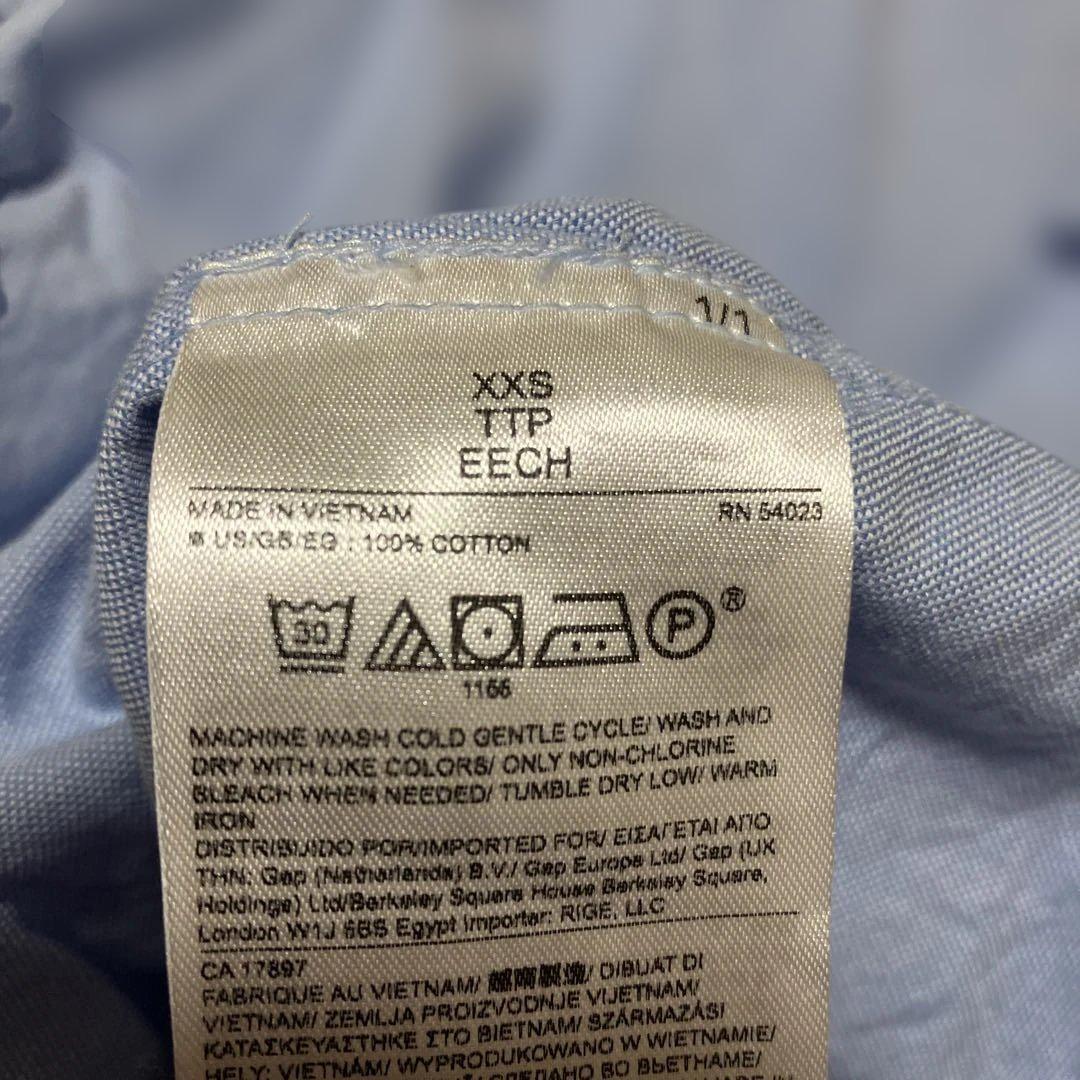 1/1
XXS
TTP
EECH
MADE IN VIETNAM RN 54023
US/GB/EG : 100% COTTON
30 P ®
1155
MACHINE WASH COLD GENTLE CYCLE/ WASH AND
DRY WITH LIKE COLORS/ ONLY NON-CHLORINE
BLEACH WHEN NEEDED/ TUMBLE DRY LOW/ WARM
IRON
DISTRIBUIDO POR/IMPORTED FOR/ ΕΙΣΑΓΕΤΑΙ ΑΠΟ
THN: Gap (Netherlands) B.V./ Gap Europe Ltd/ Gap (UK
Holdings) Ltd/Berkeley Square House Berkeley Square,
London W1J 6BS Egypt Importer: RIGE, LLC
CA 17897
FABRIQUE AU VIETNAM/ 越南製造/ DIBUAT DI
VIETNAM/ ZEMLJA PROIZVODNJE VIJETNAM/
ΚΑΤΑΣΚΕΥΑΣΤΗΚΕ ΣΤΟ ΒΙΕΤΝΑΜ/ SZÁRMAZÁSI
HELY: VIETNÁM/ WYPRODUKOWANO W WIETNAMIE/
СДЕЛАНО ВО ВЬЕТНАМЕ/